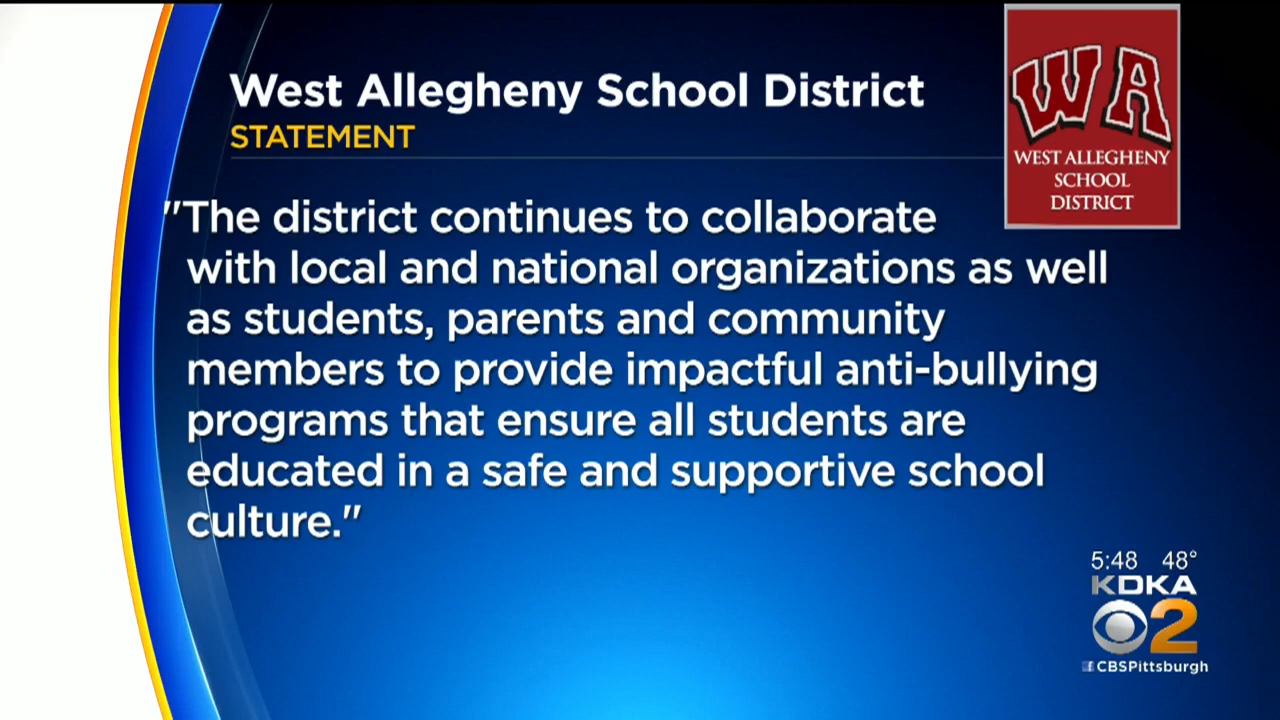 West Allegheny School District
STATEMENT
WA
WEST ALLEGHENY
SCHOOL
DISTRICT
"The district continues to collaborate
with local and national organizations as well
as students, parents and community
members to provide impactful anti-bullying
programs that ensure all students are
educated in a safe and supportive school
culture."
5:48 48°
KDKA
2
f CBSPittsburgh